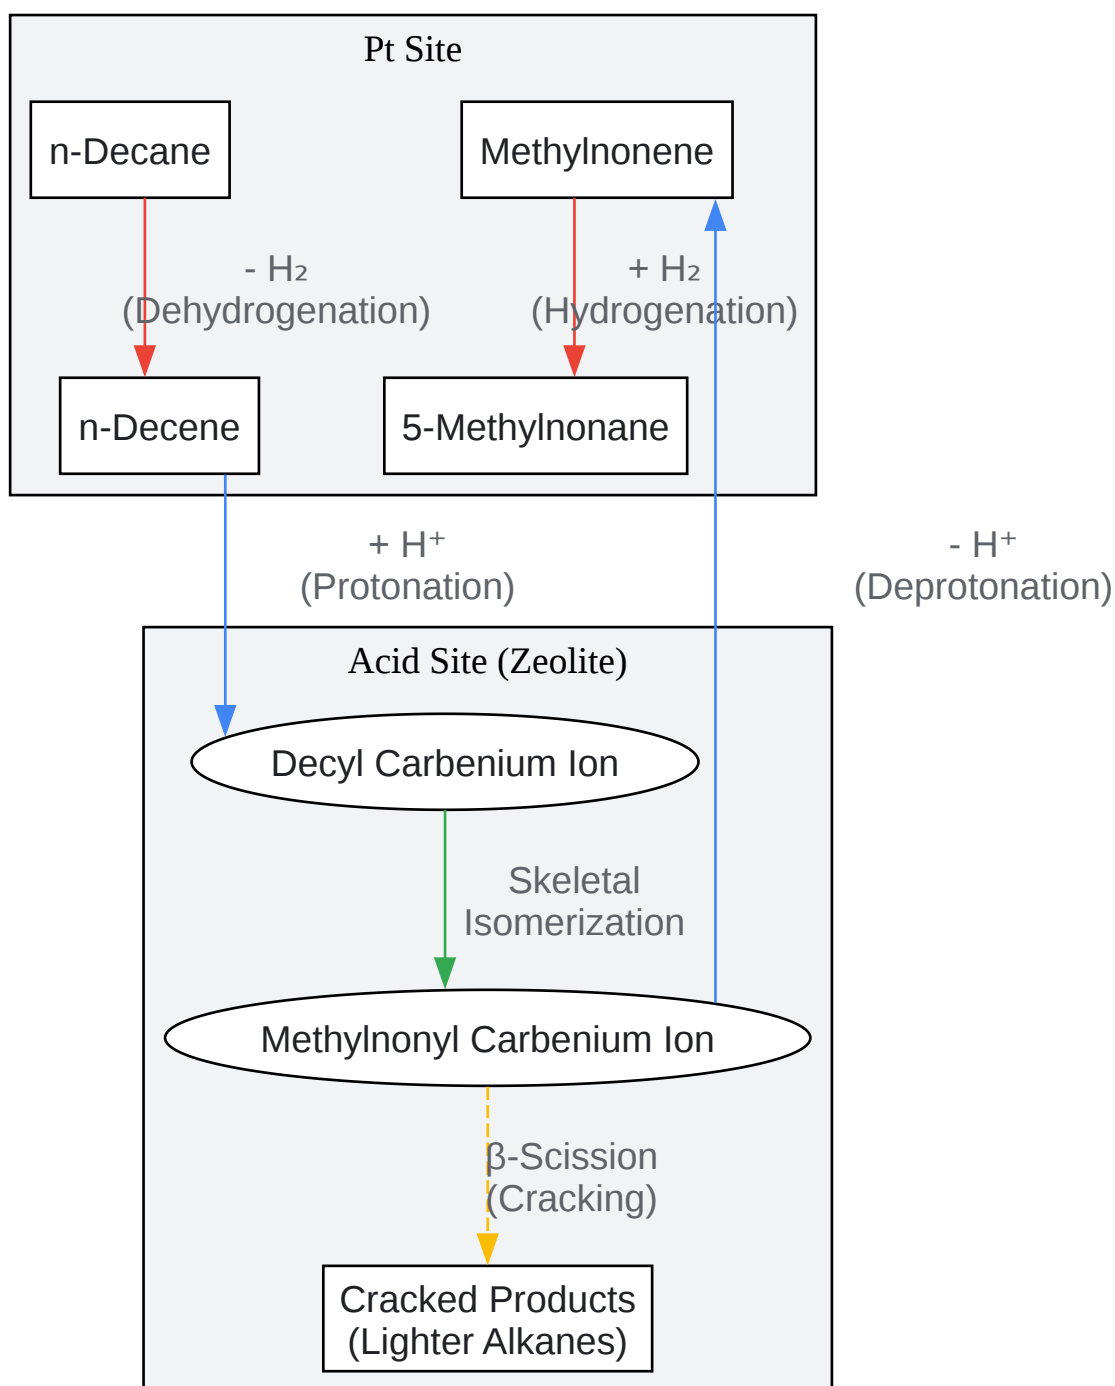 Pt Site
n-Decane
Methylnonene
- H₂
(Dehydrogenation)
+ H₂
(Hydrogenation)
n-Decene
5-Methylnonane
+ H⁺
(Protonation)
- H⁺
(Deprotonation)
Acid Site (Zeolite)
Decyl Carbenium Ion
Skeletal
Isomerization
Methylnonyl Carbenium Ion
β-Scission
(Cracking)
Cracked Products
(Lighter Alkanes)